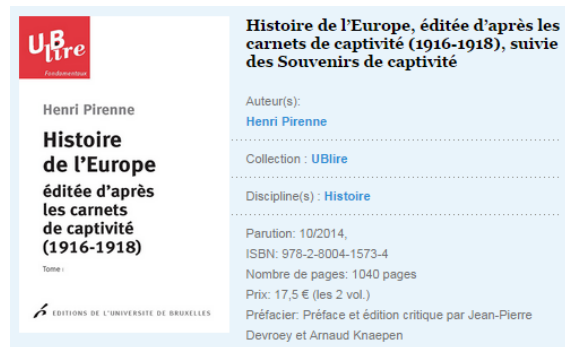 UBlire
Fondamentaux
Henri Pirenne
Histoire
de l'Europe
éditée d'après
les carnets
de captivité
(1916-1918)
Tome :
EDITIONS DE L'UNIVERSITE DE BRUXELLES
Histoire de l'Europe, éditée d'après les
carnets de captivité (1916-1918), suivie
des Souvenirs de captivité
Auteur(s):
Henri Pirenne
Collection : UBlire
Discipline(s) : Histoire
Parution: 10/2014,
ISBN: 978-2-8004-1573-4
Nombre de pages: 1040 pages
Prix: 17,5 € (les 2 vol.)
Préfacier: Préface et édition critique par Jean-Pierre
Devroey et Arnaud Knaepen